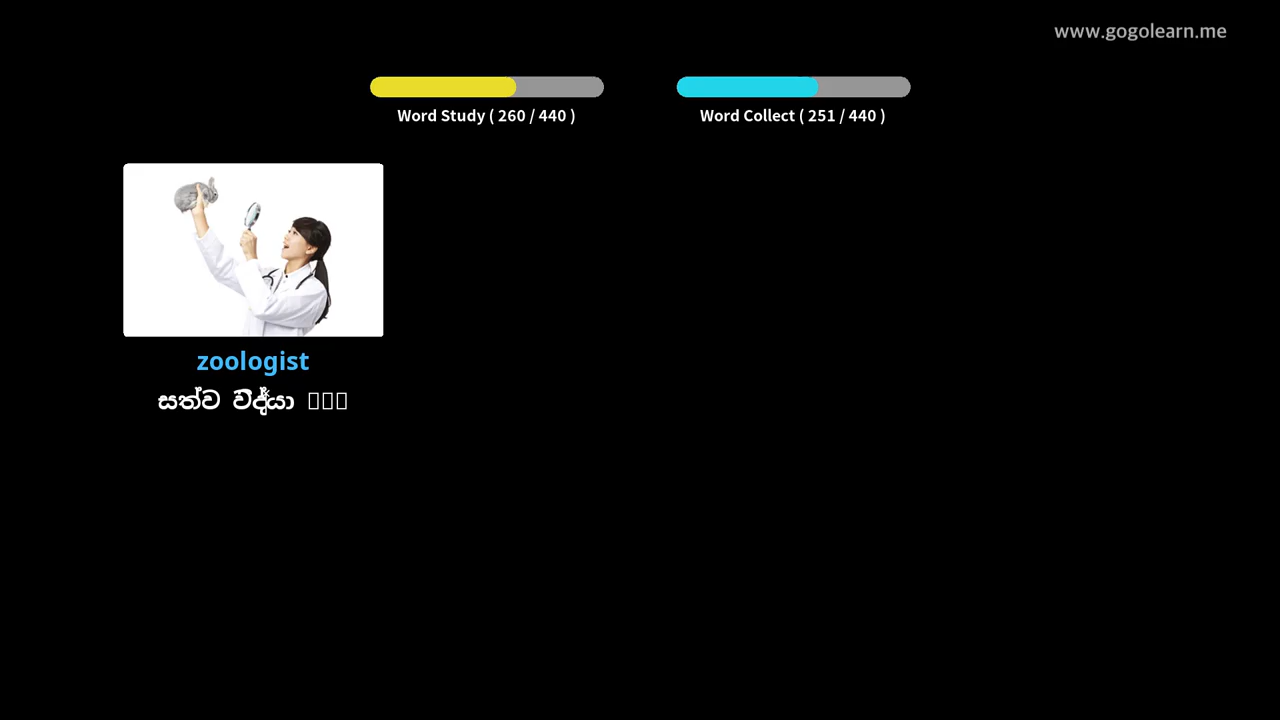 www.gogolearn.me
Word Study ( 260 / 440 )
Word Collect ( 251 / 440 )
zoologist
සත්ව විද්‍යා